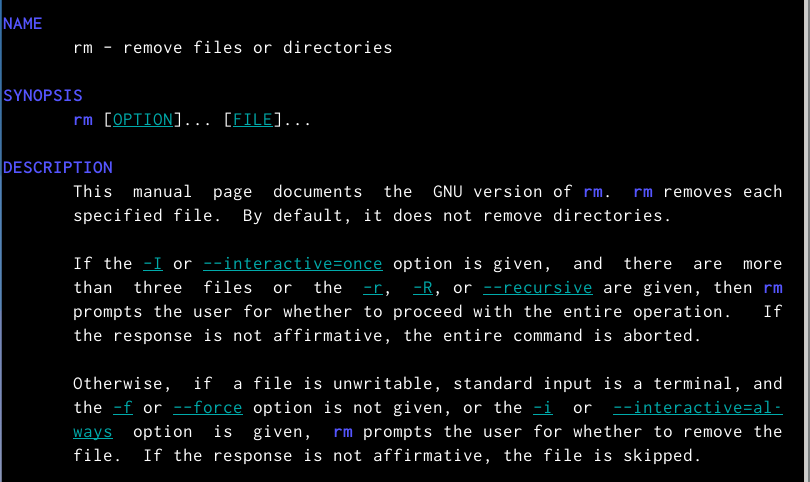 NAME
rm - remove files or directories
SYNOPSIS
rm [OPTION]... [FILE]...
DESCRIPTION
This manual page documents the GNU version of rm. rm removes each
specified file. By default, it does not remove directories.
If the -I or --interactive=once option is given, and there are more
than three files or the -r, -R, or --recursive are given, then rm
prompts the user for whether to proceed with the entire operation. If
the response is not affirmative, the entire command is aborted.
Otherwise, if a file is unwritable, standard input is a terminal, and
the -f or --force option is not given, or the -i or --interactive=al-
ways option is given, rm prompts the user for whether to remove the
file. If the response is not affirmative, the file is skipped.